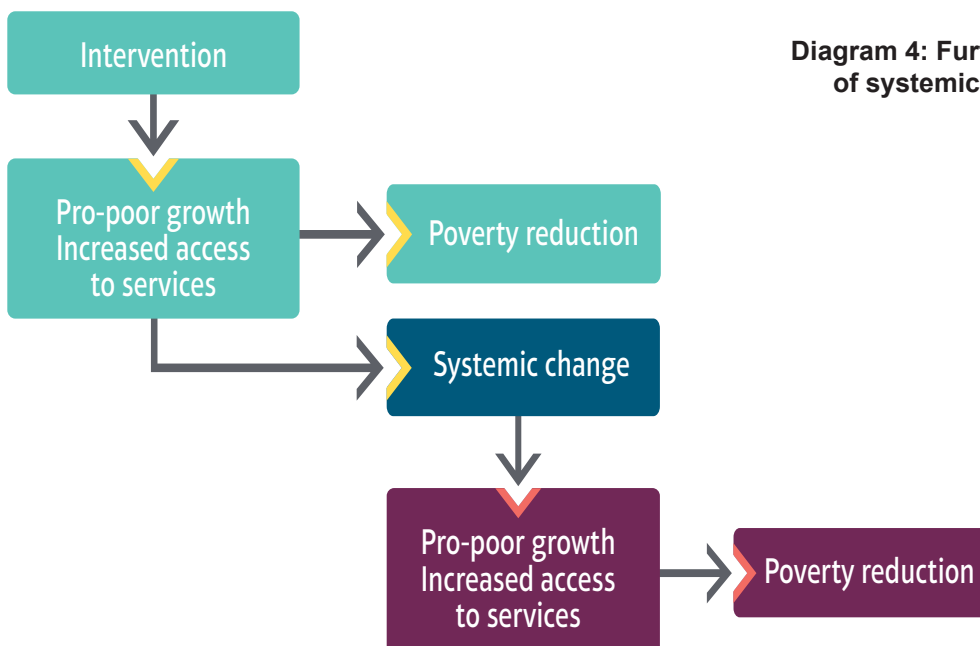 Intervention
Diagram 4: Fur
of systemic
Pro-poor growth
Increased access
to services
Poverty reduction
Systemic change
Pro-poor growth
Increased access
to services
Poverty reduction